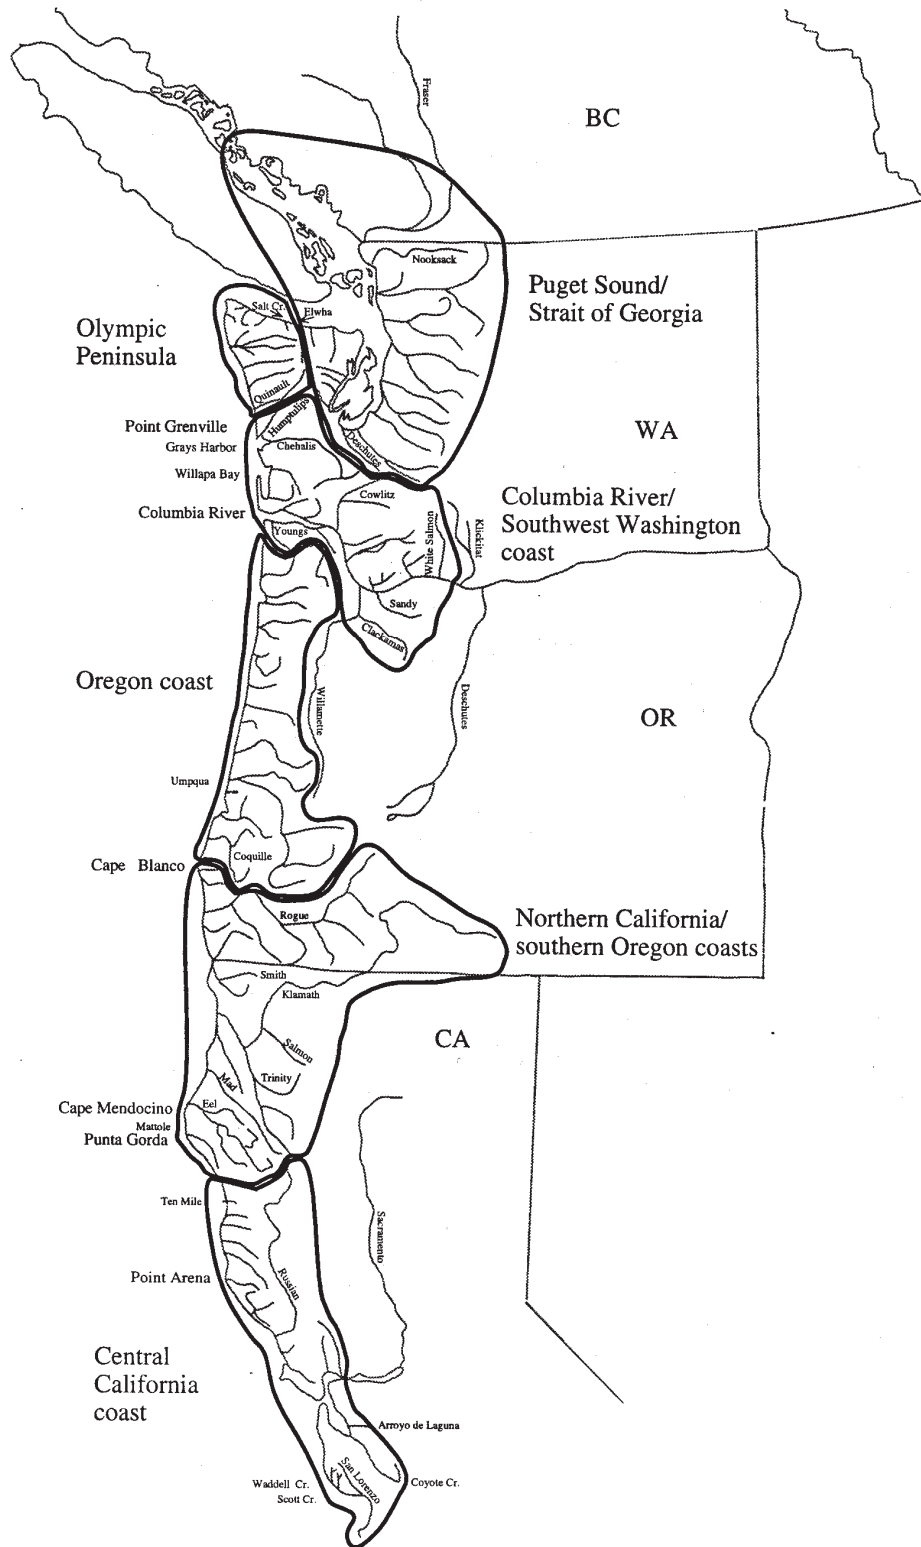 Fraser
BC
Nooksack
Puget Sound/
Strait of Georgia
Salt Cr.
Elwha
Olympic
Peninsula
Quinault
Humptulips
Point Grenville
Grays Harbor
Chehalis
Deschutes
WA
Willapa Bay
Cowlitz
Columbia River
Columbia River/
Southwest Washington
coast
Youngs
White Salmon
Klickitat
Sandy
Clackamas
Oregon coast
Willamette
Deschutes
OR
Umpqua
Coquille
Cape Blanco
Rogue
Northern California/
southern Oregon coasts
Smith
Klamath
Salmon
CA
Trinity
Mad
Eel
Cape Mendocino
Mattole
Punta Gorda
Ten Mile
Sacramento
Russian
Point Arena
Central
California
coast
Arroyo de Laguna
San Lorenzo
Waddell Cr.
Scott Cr.
Coyote Cr.